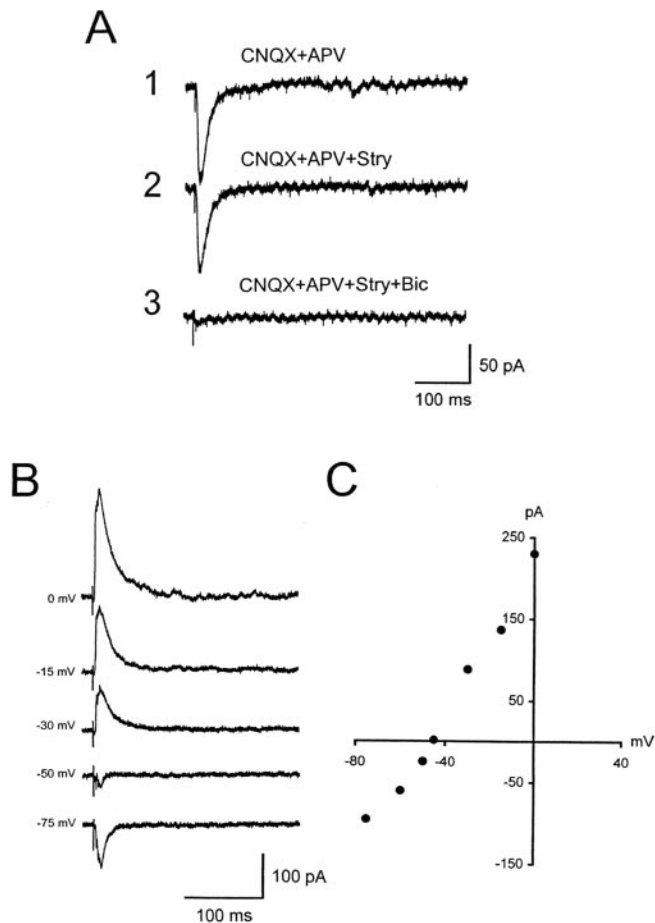 A
CNQX+APV
1
CNQX+APV+Stry
2
CNQX+APV+Stry+Bic
3
50 pA
100 ms
B
C
pA
250
0 mV
150
-15 mV
50
-30 mV
mV
-80
-40
40
-50 mV
-50
-75 mV
-150
100 pA
100 ms